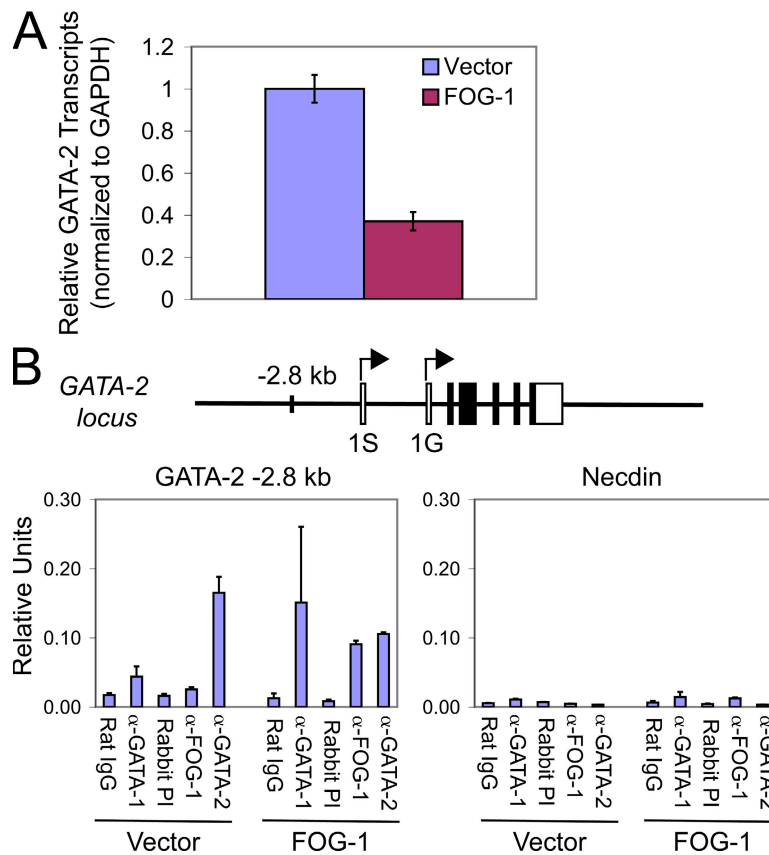 A
Relative GATA-2 Transcripts
(normalized to GAPDH)
1.2
1
0.8
0.6
0.4
0.2
0
Vector
FOG-1
B
GATA-2
locus
-2.8 kb
1S
1G
GATA-2 -2.8 kb
Relative Units
0.30
0.20
0.10
0.00
Rat IgG
α-GATA-1
Rabbit PI
α-FOG-1
α-GATA-2
Rat IgG
α-GATA-1
Rabbit PI
α-FOG-1
α-GATA-2
Vector
FOG-1
Necdin
0.30
0.20
0.10
0.00
Rat IgG
α-GATA-1
Rabbit PI
α-FOG-1
α-GATA-2
Rat IgG
α-GATA-1
Rabbit PI
α-FOG-1
α-GATA-2
Vector
FOG-1